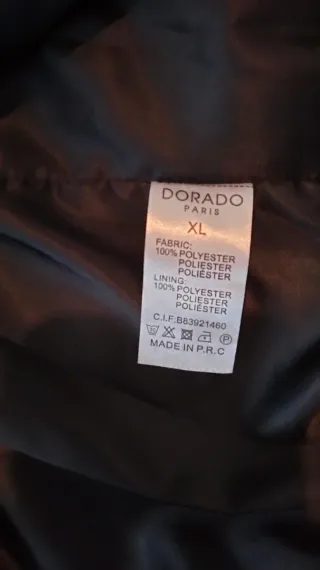 DORADO
PARIS
XL
FABRIC:
100% POLYESTER
POLIESTER
POLIÉSTER
LINING:
100% POLYESTER
POLIESTER
POLIÉSTER
C.I.F:B83921460
MADE IN P.R.C